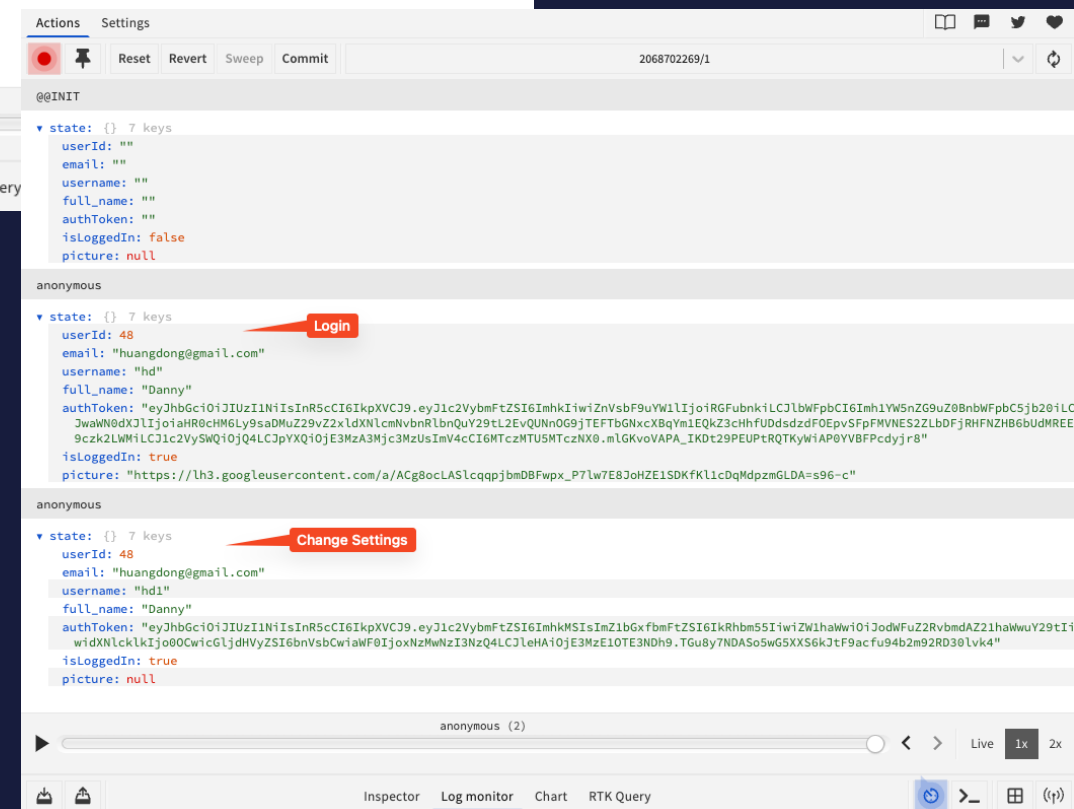 Actions Settings
Reset Revert Sweep Commit 2068702269/1
@@INIT
ery
state: {} 7 keys
userId: ""
email: ""
username: ""
full_name: ""
authToken: ""
isLoggedIn: false
picture: null
anonymous
state: {} 7 keys
Login
userId: 48
email: "huangdong@gmail.com"
username: "hd"
full_name: "Danny"
authToken:
isLoggedIn: true
picture: "https://lh3.googleusercontent.com/a/ACg8ocLASlcqqpjbmDBFwpx_P7lw7E8JoHZE1SDKfKl1cDqMdpzmGLDA=s96-c"
anonymous
state: {} 7 keys
Change Settings
userId: 48
email: "huangdong@gmail.com"
username: "hd1"
full_name: "Danny"
authToken:
isLoggedIn: true
picture: null
anonymous (2)
Live 1x 2x
Inspector Log monitor Chart RTK Query